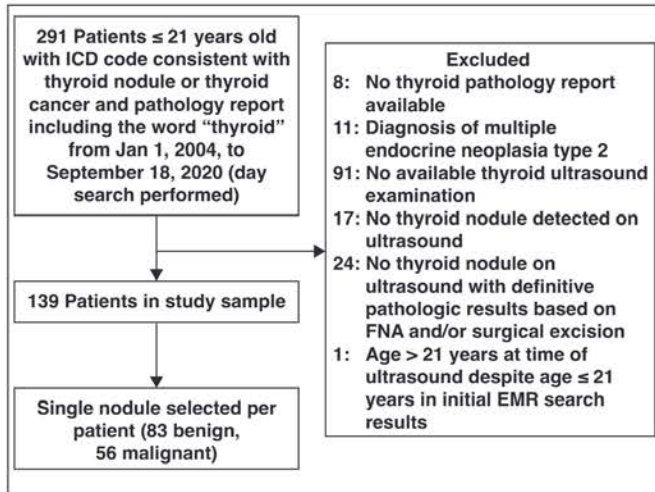 291 Patients ≤ 21 years old
with ICD code consistent with
thyroid nodule or thyroid
cancer and pathology report
including the word “thyroid”
from Jan 1, 2004, to
September 18, 2020 (day
search performed)
139 Patients in study sample
Single nodule selected per
patient (83 benign,
56 malignant)
Excluded
8: No thyroid pathology report
available
11: Diagnosis of multiple
endocrine neoplasia type 2
91: No available thyroid ultrasound
examination
17: No thyroid nodule detected on
ultrasound
24: No thyroid nodule on
ultrasound with definitive
pathologic results based on
FNA and/or surgical excision
1: Age > 21 years at time of
ultrasound despite age ≤ 21
years in initial EMR search
results